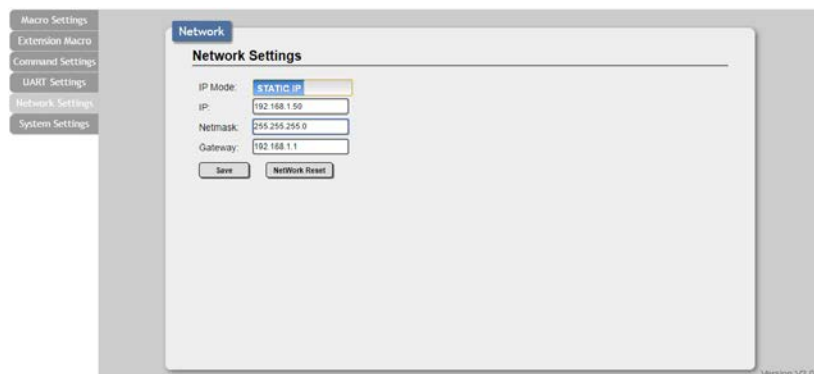 Macro Settings
Extension Macro
Command Settings
UART Settings
Network Settings
System Settings
Network
Network Settings
IP Mode: STATIC IP
IP: 192.168.1.50
Netmask: 255.255.255.0
Gateway: 192.168.1.1
Save NetWork Reset